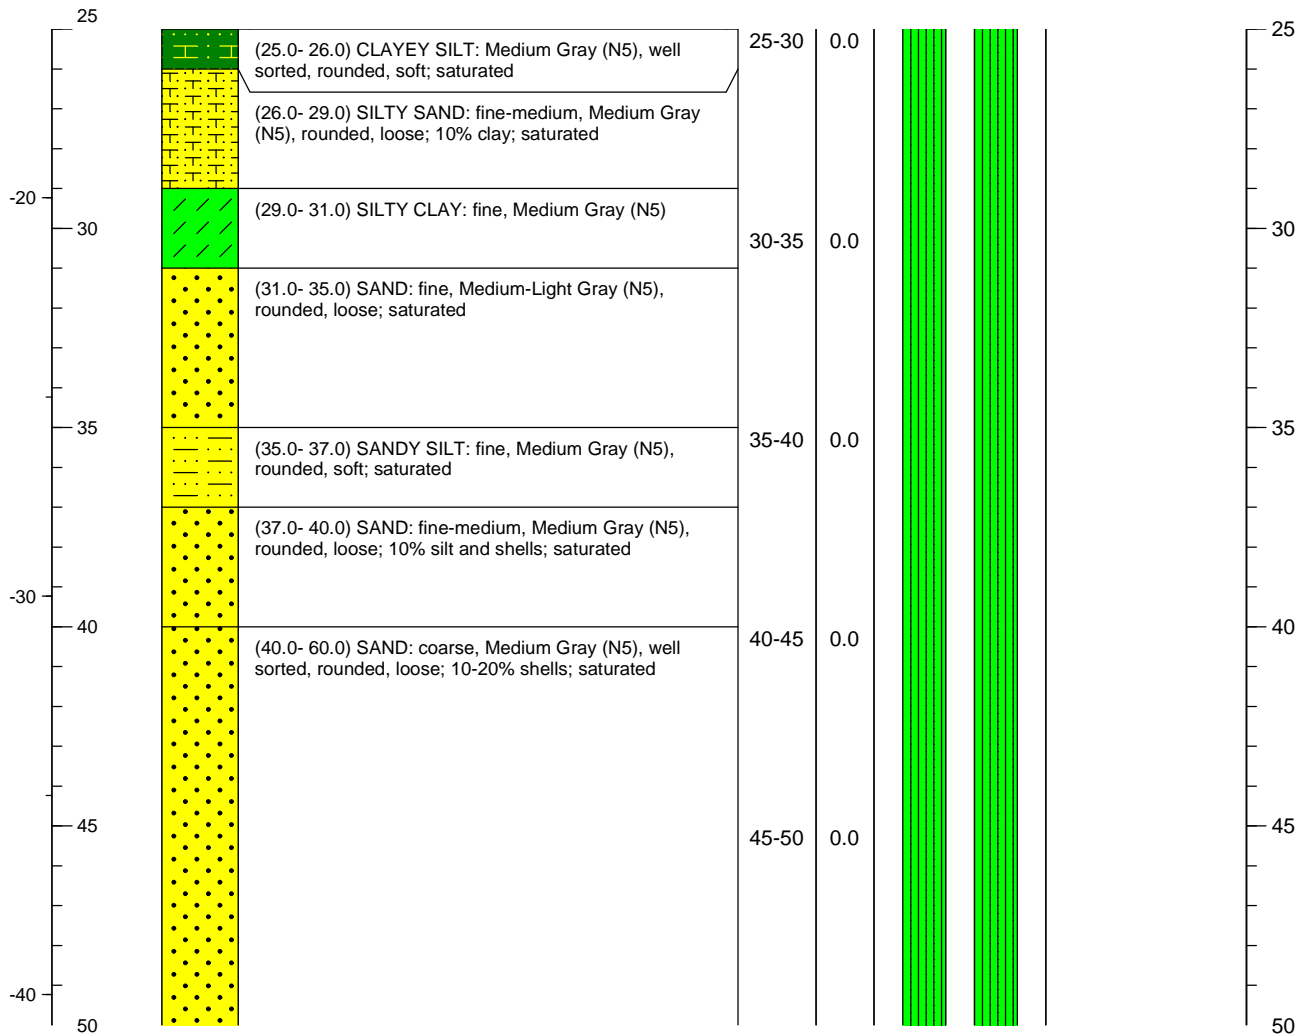 25
25
(25.0- 26.0) CLAYEY SILT: Medium Gray (N5), well
sorted, rounded, soft; saturated
25-30 0.0
(26.0- 29.0) SILTY SAND: fine-medium, Medium Gray
(N5), rounded, loose; 10% clay; saturated
-20
(29.0- 31.0) SILTY CLAY: fine, Medium Gray (N5)
30
30-35 0.0
30
(31.0- 35.0) SAND: fine, Medium-Light Gray (N5),
rounded, loose; saturated
35
35
(35.0- 37.0) SANDY SILT: fine, Medium Gray (N5),
rounded, soft; saturated
35-40 0.0
(37.0- 40.0) SAND: fine-medium, Medium Gray (N5),
rounded, loose; 10% silt and shells; saturated
-30
40
40
(40.0- 60.0) SAND: coarse, Medium Gray (N5), well
sorted, rounded, loose; 10-20% shells; saturated
40-45 0.0
45
45
45-50 0.0
-40
50
50